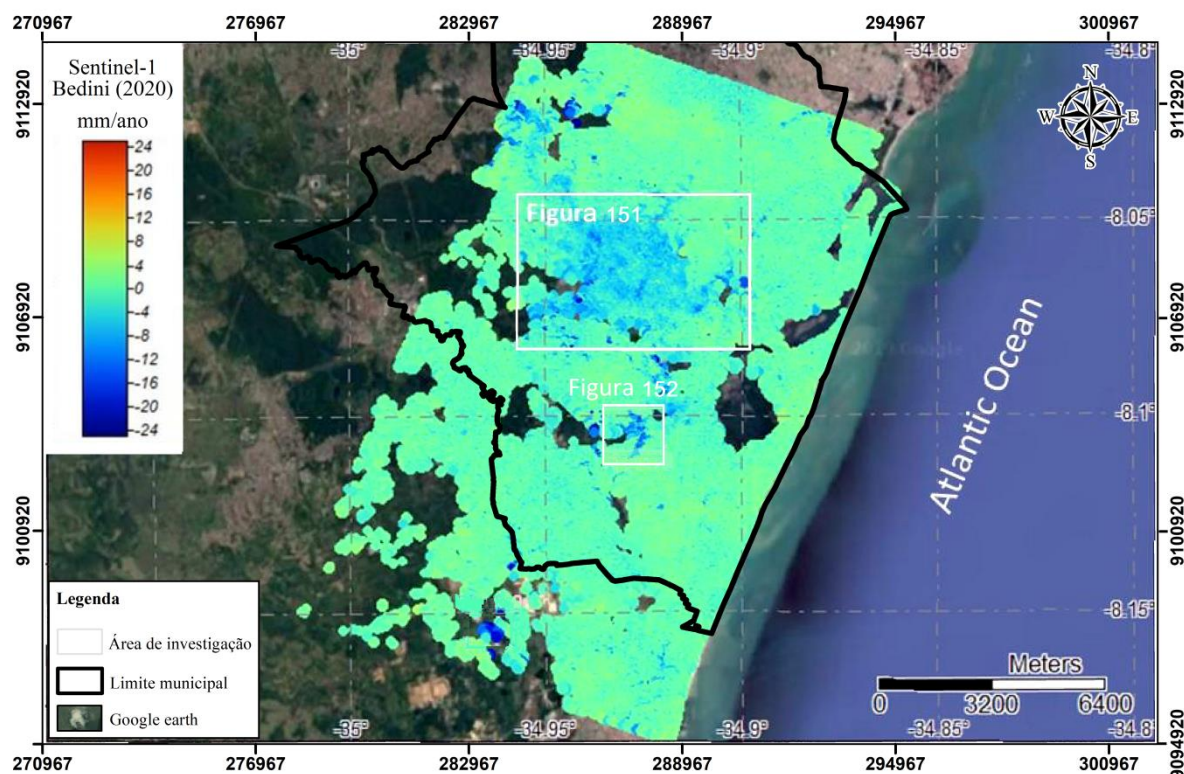 270967 276967 282967 288967 294967 300967
-35° -34.95° -34.9° -34.85° -34.8
Sentinel-1
Bedini (2020)
mm/ano
24
20
16
12
8
4
0
-4
-8
-12
-16
-20
-24
N
W E
S
9112920 9112920
Figura 151
-8.05°
9106920 9106920
Figura 152
-8.1°
Atlantic Ocean
9100920 9100920
-8.15°
Legenda
Área de investigação
Limite municipal
Google earth
Meters
0 3200 6400
-35° -34.95° -34.9° -34.85° -34.8
9094920
270967 276967 282967 288967 294967 300967